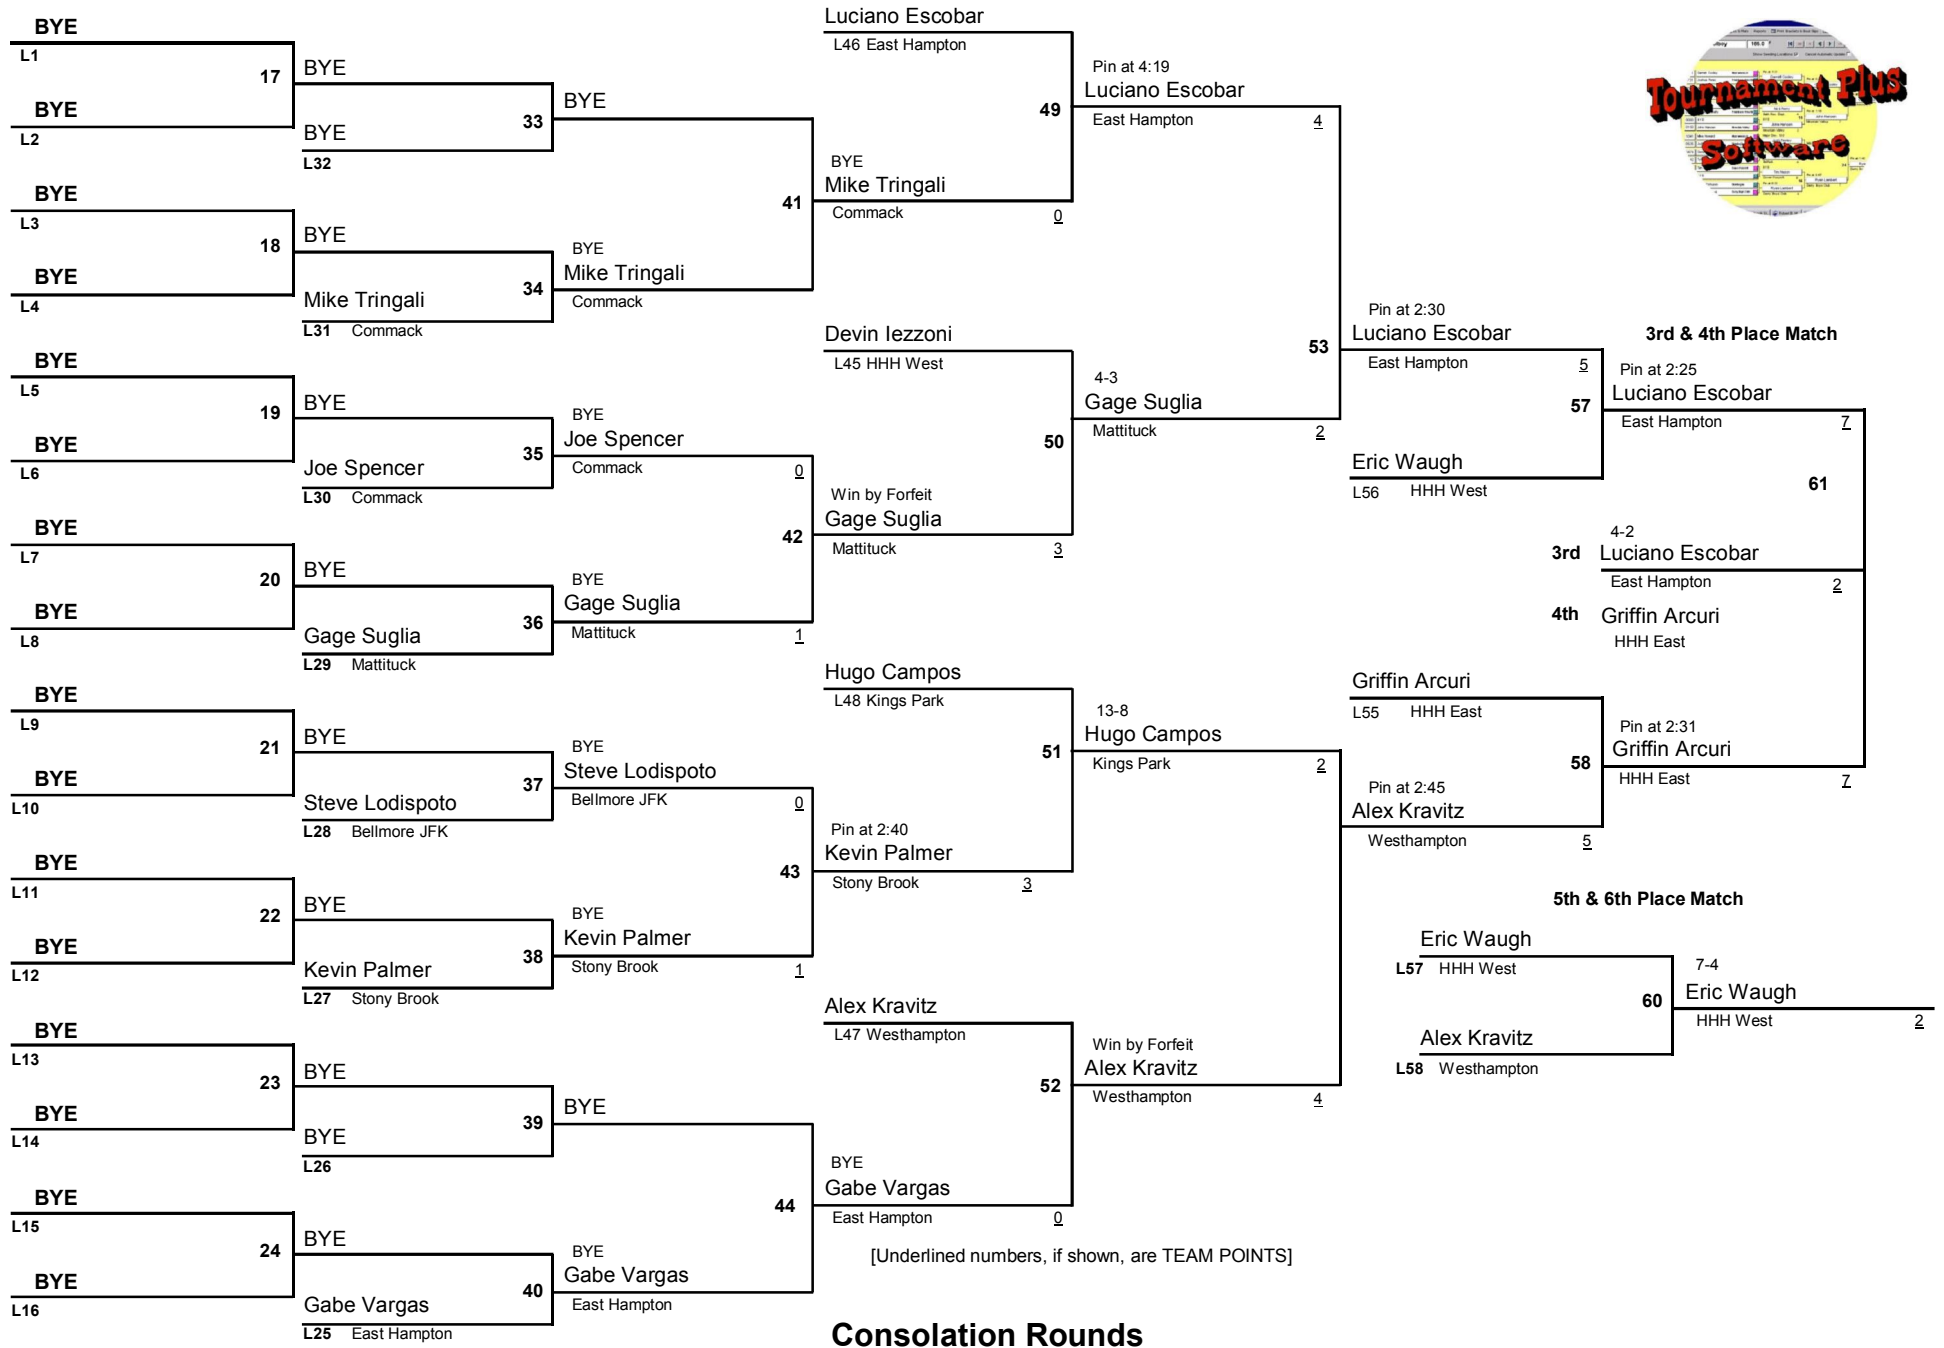 BYE
L1
17
BYE
L2
BYE
L3
18
BYE
L4
BYE
L5
19
BYE
L6
BYE
L7
20
BYE
L8
BYE
L9
21
BYE
L10
BYE
L11
22
BYE
L12
BYE
L13
23
BYE
L14
BYE
L15
24
BYE
L16
BYE
33
BYE
L32
BYE
34
Mike Tringali
L31 Commack
BYE
35
Joe Spencer
L30 Commack
BYE
36
Gage Suglia
L29 Mattituck
BYE
37
Steve Lodispoto
L28 Bellmore JFK
BYE
38
Kevin Palmer
L27 Stony Brook
BYE
39
BYE
L26
BYE
40
Gabe Vargas
L25 East Hampton
BYE
41
BYE
Mike Tringali
Commack
BYE
Joe Spencer
Commack 0
42
BYE
Gage Suglia
Mattituck 1
BYE
Steve Lodispoto
Bellmore JFK 0
43
BYE
Kevin Palmer
Stony Brook 1
BYE
44
BYE
Gabe Vargas
East Hampton
Luciano Escobar
L46 East Hampton
49
BYE
Mike Tringali
Commack 0
Devin Iezzoni
L45 HHH West
50
Win by Forfeit
Gage Suglia
Mattituck 3
Hugo Campos
L48 Kings Park
51
Pin at 2:40
Kevin Palmer
Stony Brook 3
Alex Kravitz
L47 Westhampton
52
BYE
Gabe Vargas
East Hampton 0
[Underlined numbers, if shown, are TEAM POINTS]
Pin at 4:19
Luciano Escobar
East Hampton 4
53
4-3
Gage Suglia
Mattituck 2
13-8
Hugo Campos
Kings Park 2
Win by Forfeit
Alex Kravitz
Westhampton 4
Pin at 2:30
Luciano Escobar
East Hampton 5
57
Eric Waugh
L56 HHH West
Griffin Arcuri
L55 HHH East
58
Pin at 2:45
Alex Kravitz
Westhampton 5
Tournament Plus
Software
3rd & 4th Place Match
Pin at 2:25
Luciano Escobar
East Hampton 7
61
4-2
3rd Luciano Escobar
East Hampton 2
4th Griffin Arcuri
HHH East
Pin at 2:31
Griffin Arcuri
HHH East 7
5th & 6th Place Match
Eric Waugh
L57 HHH West
60
Alex Kravitz
L58 Westhampton
7-4
Eric Waugh
HHH West 2
Consolation Rounds